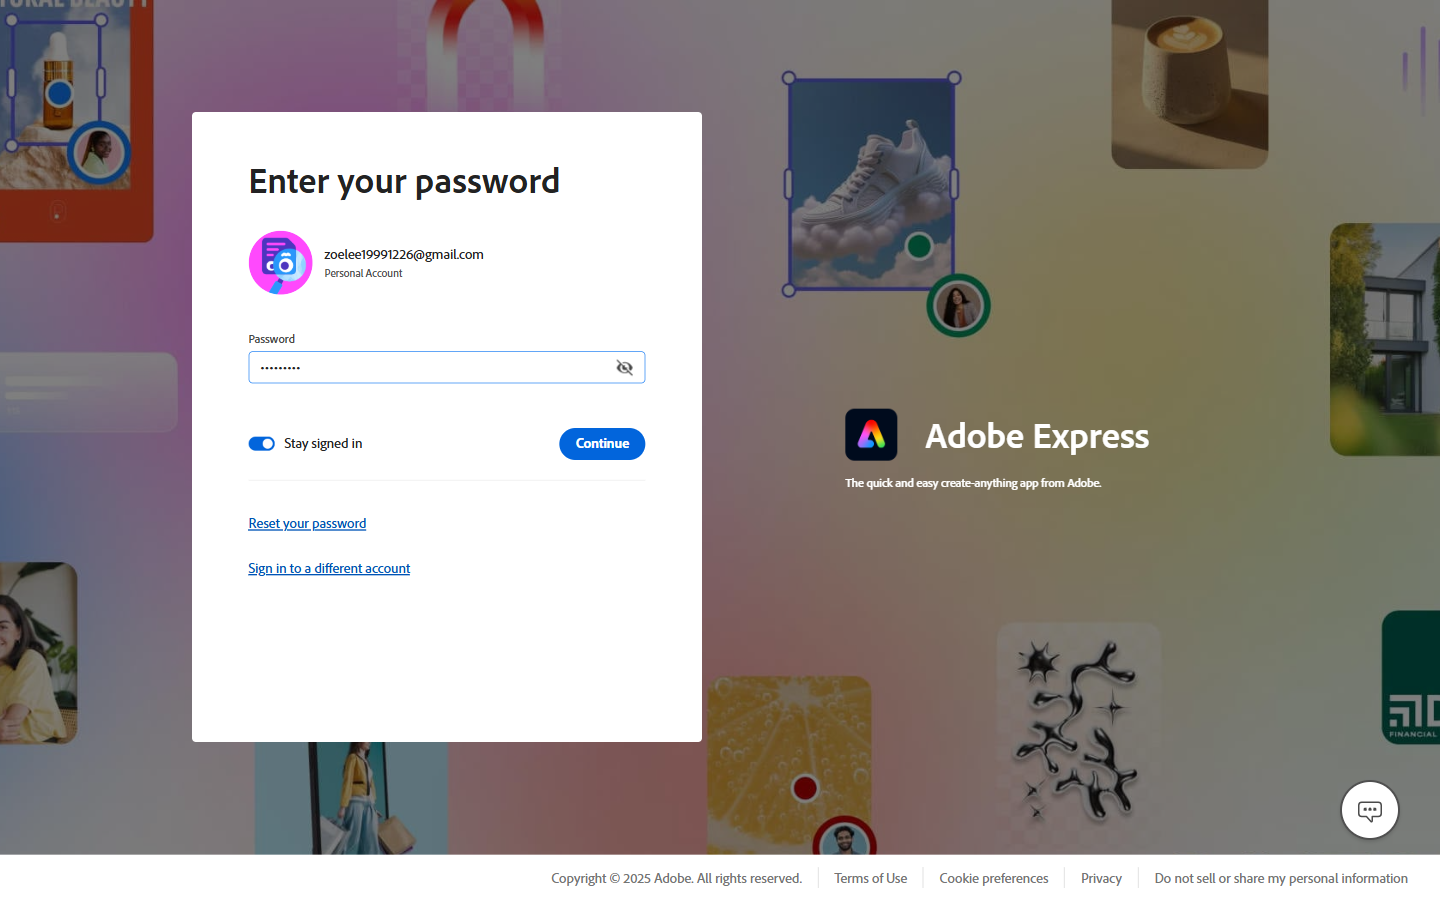 Enter your password
zoelee19991226@gmail.com
Personal Account
Password
•••••••••
Stay signed in
Continue
Reset your password
Sign in to a different account
Adobe Express
The quick and easy create-anything app from Adobe.
FINANCIAL
Copyright © 2025 Adobe. All rights reserved.
Terms of Use
Cookie preferences
Privacy
Do not sell or share my personal information